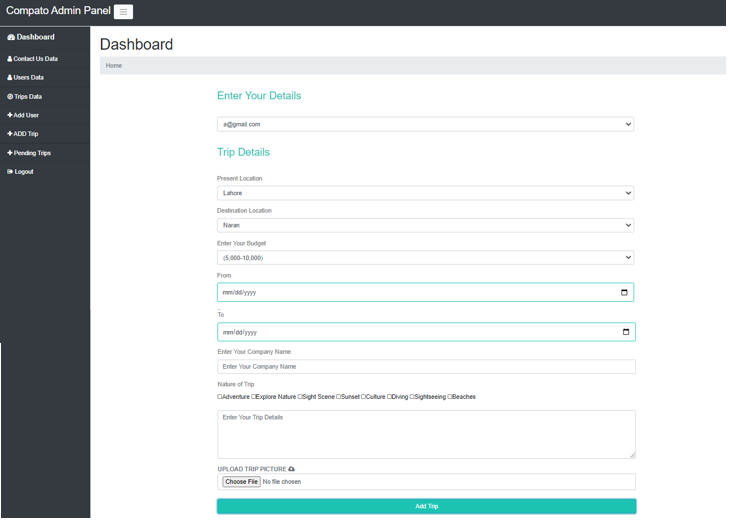 Compato Admin Panel
Dashboard
Contact Us Data
Users Data
Trips Data
Add User
ADD Trip
Pending Trips
Logout
Dashboard
Home
Enter Your Details
a@gmail.com
Trip Details
Present Location
Lahore
Destination Location
Naran
Enter Your Budget
(5,000-10,000)
From
mm/dd/yyyy
To
mm/dd/yyyy
Enter Your Company Name
Enter Your Company Name
Nature of Trip
Adventure Explore Nature Sight Scene Sunset Culture Diving Sightseeing Beaches
Enter Your Trip Details
UPLOAD TRIP PICTURE
Choose File No file chosen
Add Trip